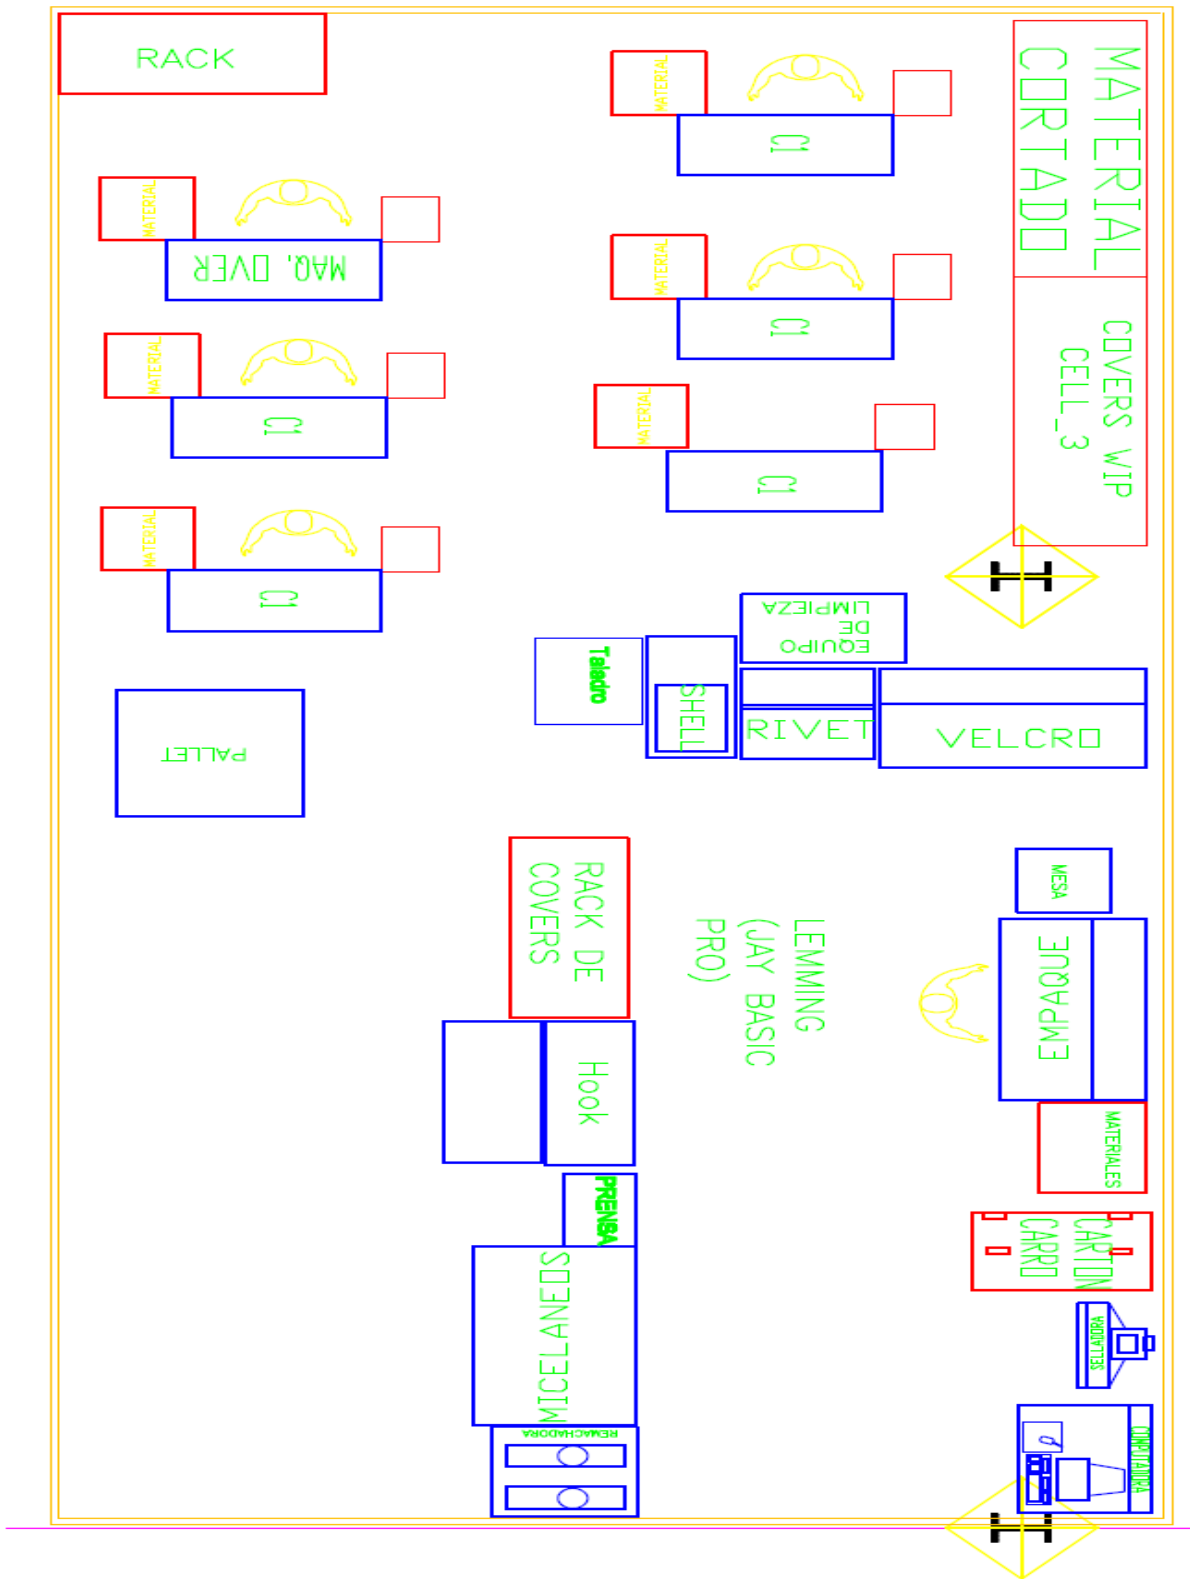 RACK
MATERIAL
MATERIAL
CORTADO
C1
MATERIAL
MAQ. OVER
MATERIAL
C1
COVERS WIP
CELL_3
MATERIAL
C1
MATERIAL
C1
MATERIAL
C1
I
EQUIPO
DE
LIMPIEZA
Taladro
SHELL
RIVET
VELCRO
PALLET
RACK DE
COVERS
LEMMING
(JAY BASIC
PRO)
MESA
EMPAQUE
Hook
MATERIALES
PRENSA
CARTON
CARRO
MICELANEOS
SELLADORA
REMACHADORA
COMPUTADORA
I